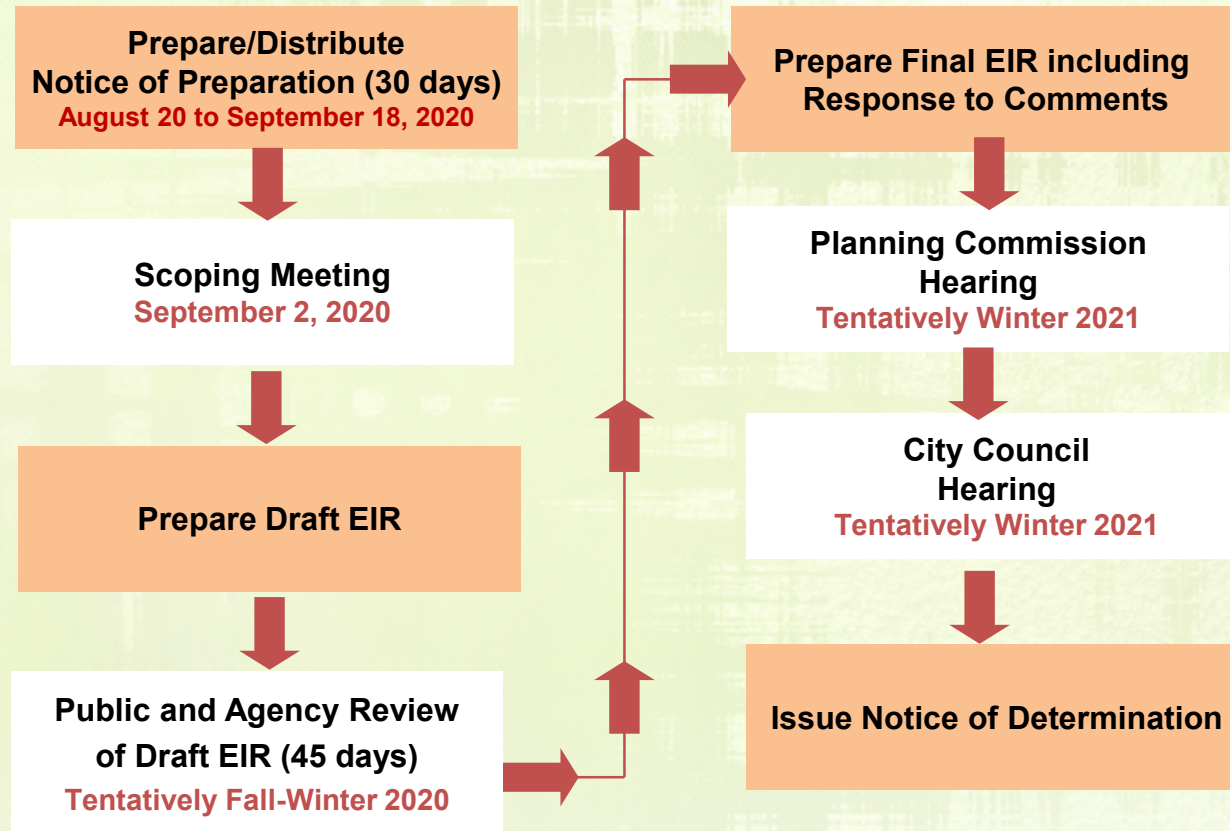 Prepare/Distribute
Notice of Preparation (30 days)
August 20 to September 18, 2020
Scoping Meeting
September 2, 2020
Prepare Draft EIR
Public and Agency Review
of Draft EIR (45 days)
Tentatively Fall-Winter 2020
Prepare Final EIR including
Response to Comments
Planning Commission
Hearing
Tentatively Winter 2021
City Council
Hearing
Tentatively Winter 2021
Issue Notice of Determination